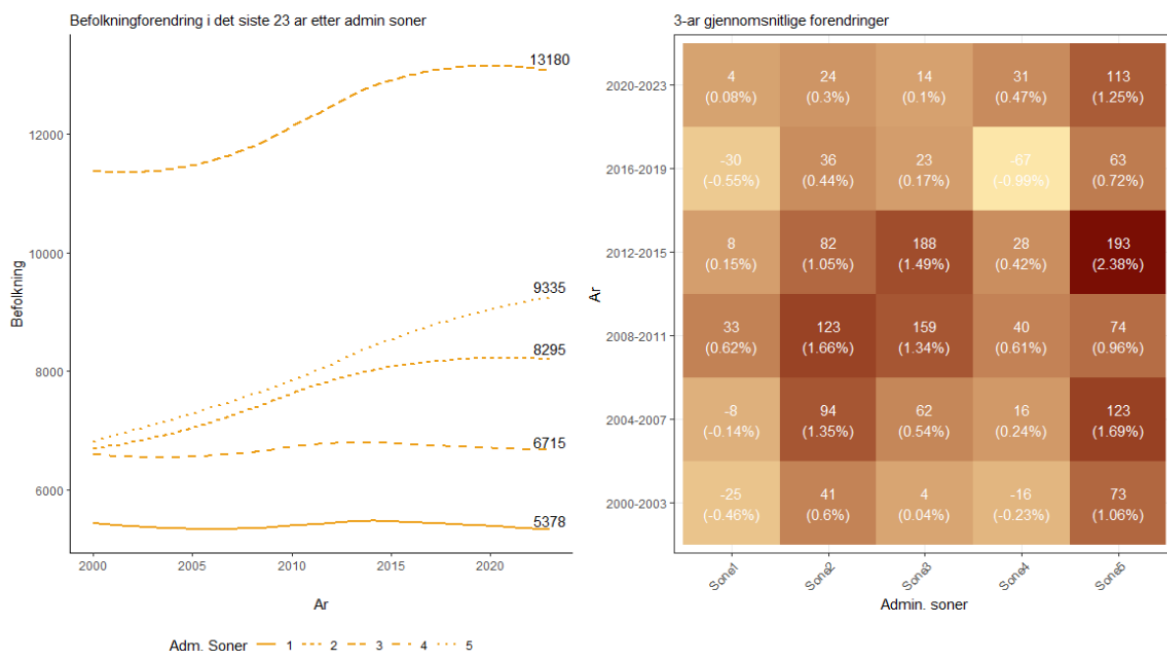 Befolkningforendring i det siste 23 ar etter admin soner
13180
12000
10000
9335
8295
8000
6715
6000
5378
Befolkning
2000 2005 2010 2015 2020
Ar
Adm. Soner 1 2 3 4 5
3-ar gjennomsnitlige forendringer
2020-2023
4 24 14 31 113
(0.08%) (0.3%) (0.1%) (0.47%) (1.25%)
2016-2019
-30 36 23 -67 63
(-0.55%) (0.44%) (0.17%) (-0.99%) (0.72%)
2012-2015
8 82 188 28 193
(0.15%) (1.05%) (1.49%) (0.42%) (2.38%)
Ar
2008-2011
33 123 159 40 74
(0.62%) (1.66%) (1.34%) (0.61%) (0.96%)
2004-2007
-8 94 62 16 123
(-0.14%) (1.35%) (0.54%) (0.24%) (1.69%)
2000-2003
-25 41 4 -16 73
(-0.46%) (0.6%) (0.04%) (-0.23%) (1.06%)
Sone1 Sone2 Sone3 Sone4 Sone5
Admin. soner